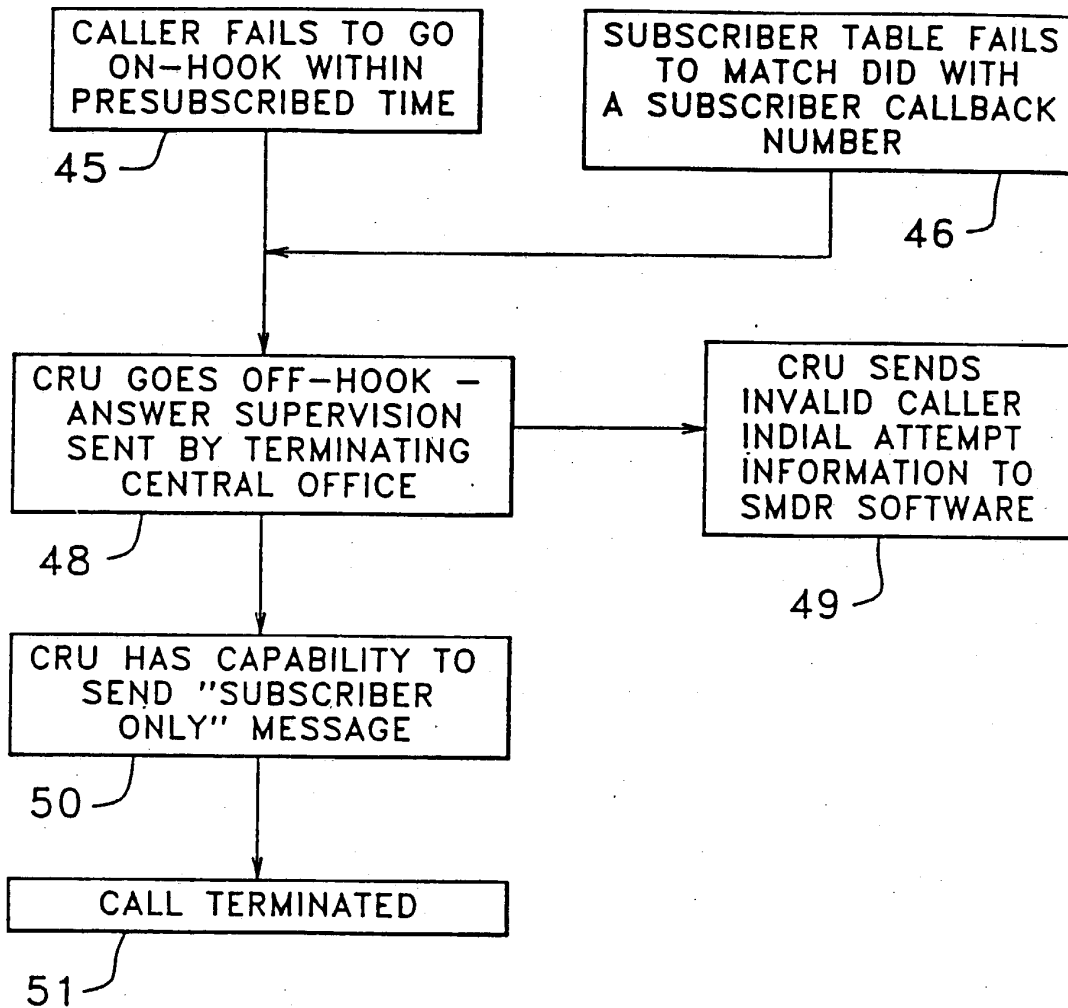 CALLER FAILS TO GO
ON-HOOK WITHIN
PRESUBSCRIBED TIME
45
SUBSCRIBER TABLE FAILS
TO MATCH DID WITH
A SUBSCRIBER CALLBACK
NUMBER
46
CRU GOES OFF-HOOK –
ANSWER SUPERVISION
SENT BY TERMINATING
CENTRAL OFFICE
48
CRU SENDS
INVALID CALLER
INDIAL ATTEMPT
INFORMATION TO
SMDR SOFTWARE
49
CRU HAS CAPABILITY TO
SEND "SUBSCRIBER
ONLY" MESSAGE
50
CALL TERMINATED
51